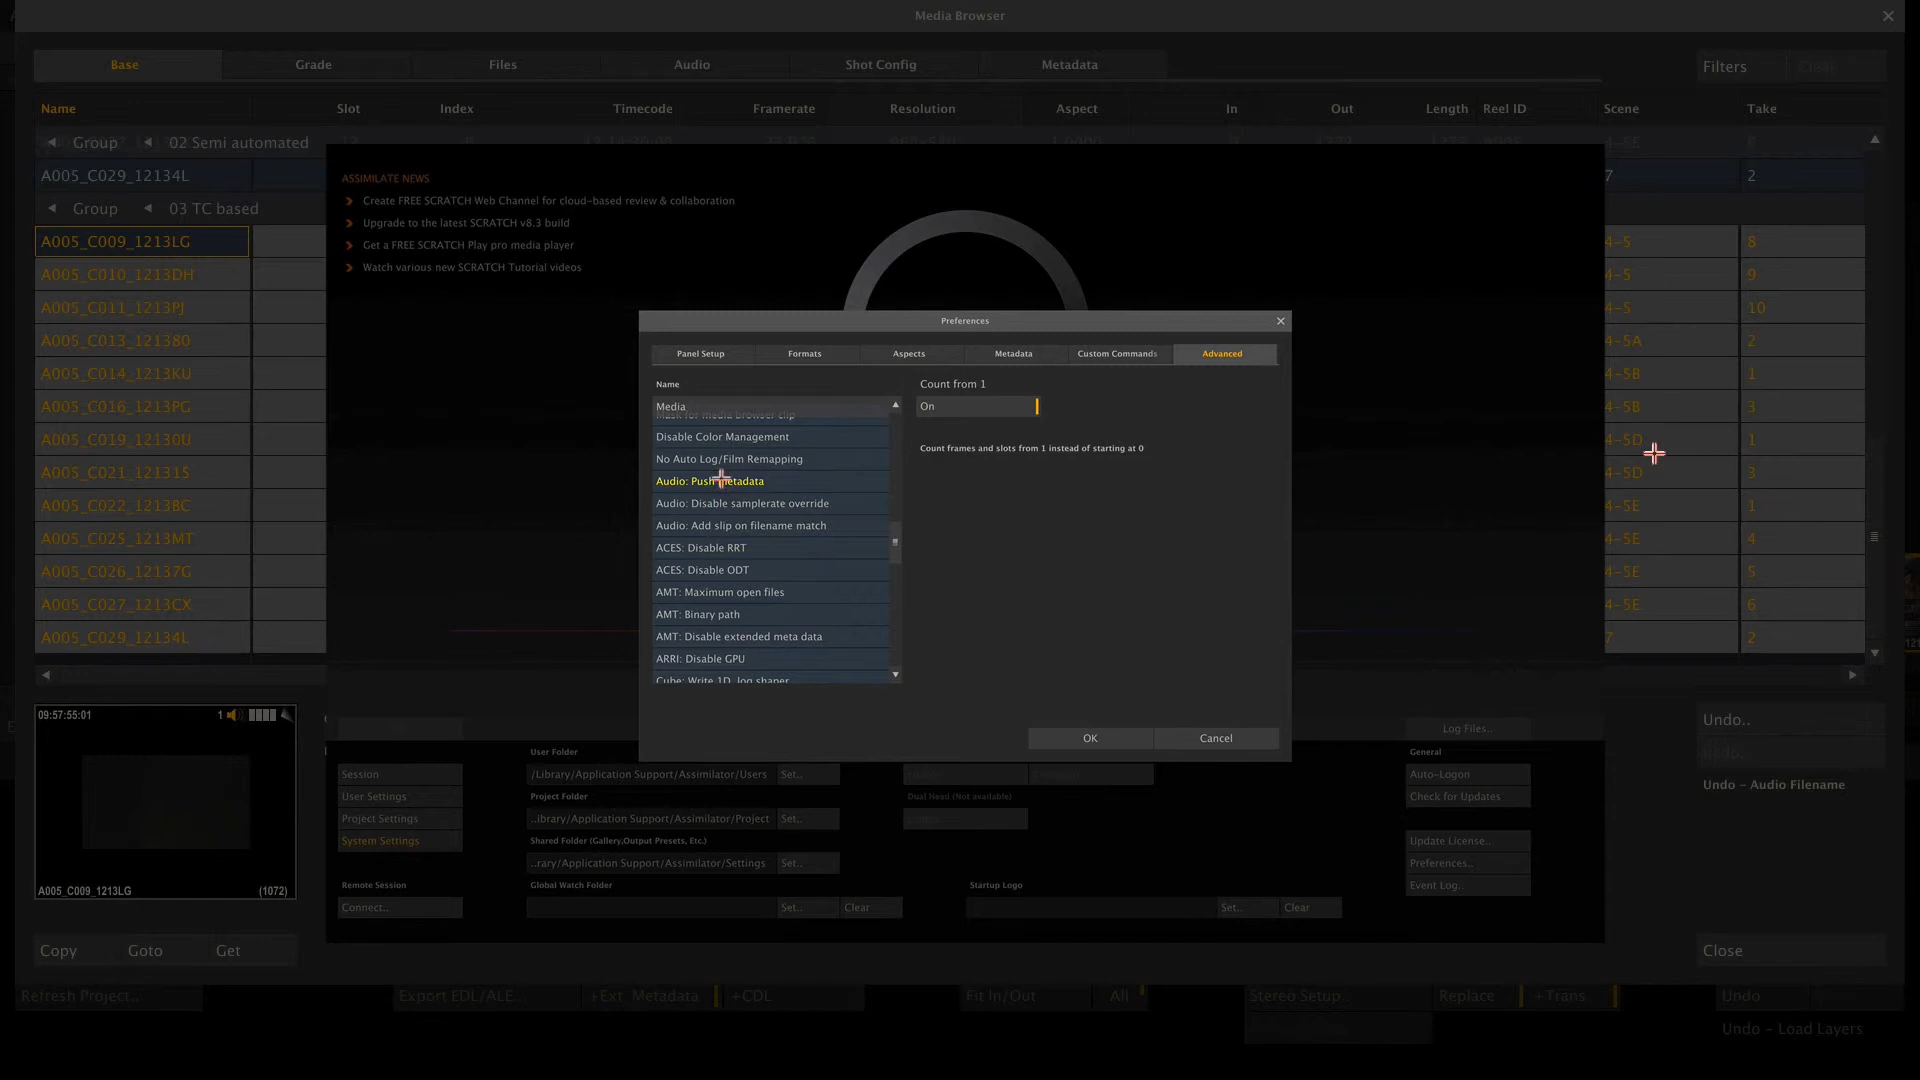 Media Browser
Base Grade Files Audio Shot Config Metadata Filters
Name Slot Index Timecode Framerate Resolution Aspect In Out Length Reel ID Scene Take
Group 02 Semi automated
A005_C029_12134L 7 2
Group 03 TC based
A005_C009_1213LG 4-5 8
A005_C010_1213DH 4-5 9
A005_C011_1213PJ 4-5 10
A005_C013_121380 4-5A 2
A005_C014_1213KU 4-5B 1
A005_C016_1213PG 4-5B 3
A005_C019_12130U 4-5D 1
A005_C021_121315 4-5D 3
A005_C022_1213BC 4-5E 1
A005_C025_1213MT 4-5E 4
A005_C026_12137G 4-5E 5
A005_C027_1213CX 4-5E 6
A005_C029_12134L 7 2
ASSIMILATE NEWS
Create FREE SCRATCH Web Channel for cloud-based review & collaboration
Upgrade to the latest SCRATCH v8.3 build
Get a FREE SCRATCH Play pro media player
Watch various new SCRATCH Tutorial videos
Preferences
Panel Setup Formats Aspects Metadata Custom Commands Advanced
Name
Media
Mask for media browser clip
Disable Color Management
No Auto Log/Film Remapping
Audio: Push metadata
Audio: Disable samplerate override
Audio: Add slip on filename match
ACES: Disable RRT
ACES: Disable ODT
AMT: Maximum open files
AMT: Binary path
AMT: Disable extended meta data
ARRI: Disable GPU
Cube: Write 1D, log shaper
Count from 1
On
Count frames and slots from 1 instead of starting at 0
OK Cancel
09:57:55:01 1
A005_C009_1213LG (1072)
Log Files..
User Folder General
Session /Library/Application Support/Assimilator/Users Set.. Auto-Logon
User Settings Project Folder Dual Head (Not available) Check for Updates
Project Settings ..ibrary/Application Support/Assimilator/Project Set..
System Settings Shared Folder (Gallery,Output Presets, Etc.) Update License..
..rary/Application Support/Assimilator/Settings Set.. Preferences..
Remote Session Global Watch Folder Startup Logo Event Log..
Connect.. Set.. Clear Set.. Clear
Undo..
Undo - Audio Filename
Copy Goto Get Close
Refresh Project.. Export EDL/ALE... +Ext. Metadata +CDL Fit In/Out All Stereo Setup.. Replace +Trans Undo
Undo - Load Layers